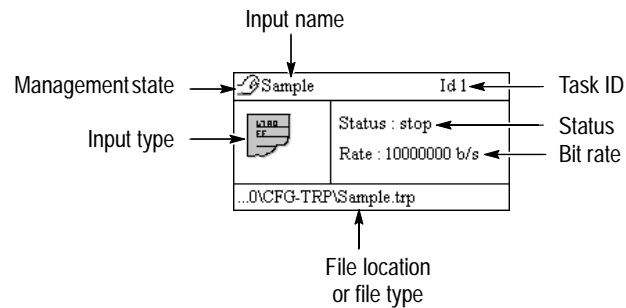 Input name
Management state
Sample
Id 1
Task ID
Input type
Status : stop
Status
Rate : 10000000 b/s
Bit rate
...0\CFG-TRP\Sample.trp
File location
or file type